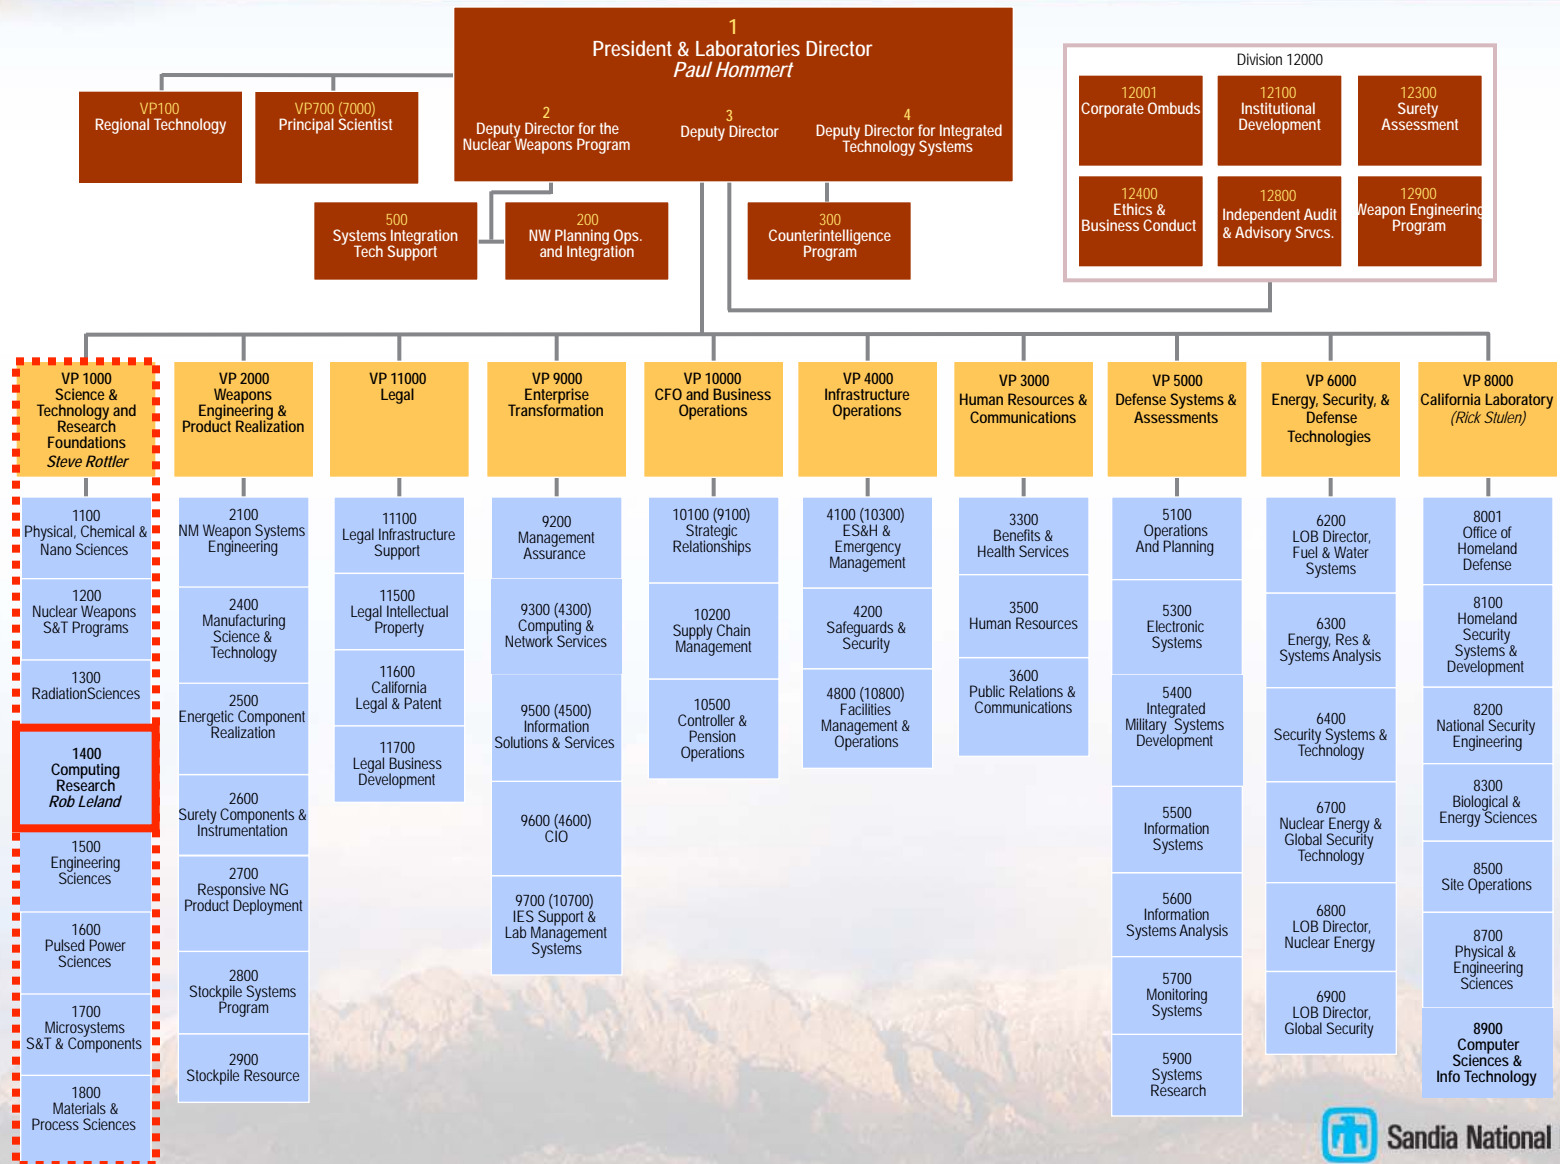 1
President & Laboratories Director
Paul Hommert
2
Deputy Director for the
Nuclear Weapons Program
3
Deputy Director
4
Deputy Director for Integrated
Technology Systems
VP100
Regional Technology
VP700 (7000)
Principal Scientist
Division 12000
12001
Corporate Ombuds
12100
Institutional
Development
12300
Surety
Assessment
12400
Ethics &
Business Conduct
12800
Independent Audit
& Advisory Srvcs.
12900
Weapon Engineering
Program
500
Systems Integration
Tech Support
200
NW Planning Ops.
and Integration
300
Counterintelligence
Program
VP 1000
Science &
Technology and
Research
Foundations
Steve Rottler
1100
Physical, Chemical &
Nano Sciences
1200
Nuclear Weapons
S&T Programs
1300
RadiationSciences
1400
Computing
Research
Rob Leland
1500
Engineering
Sciences
1600
Pulsed Power
Sciences
1700
Microsystems
S&T & Components
1800
Materials &
Process Sciences
VP 2000
Weapons
Engineering &
Product Realization
2100
NM Weapon Systems
Engineering
2400
Manufacturing
Science &
Technology
2500
Energetic Component
Realization
2600
Surety Components &
Instrumentation
2700
Responsive NG
Product Deployment
2800
Stockpile Systems
Program
2900
Stockpile Resource
VP 11000
Legal
11100
Legal Infrastructure
Support
11500
Legal Intellectual
Property
11600
California
Legal & Patent
11700
Legal Business
Development
VP 9000
Enterprise
Transformation
9200
Management
Assurance
9300 (4300)
Computing &
Network Services
9500 (4500)
Information
Solutions & Services
9600 (4600)
CIO
9700 (10700)
IES Support &
Lab Management
Systems
VP 10000
CFO and Business
Operations
10100 (9100)
Strategic
Relationships
10200
Supply Chain
Management
10500
Controller &
Pension
Operations
VP 4000
Infrastructure
Operations
4100 (10300)
ES&H &
Emergency
Management
4200
Safeguards &
Security
4800 (10800)
Facilities
Management &
Operations
VP 3000
Human Resources &
Communications
3300
Benefits &
Health Services
3500
Human Resources
3600
Public Relations &
Communications
VP 5000
Defense Systems &
Assessments
5100
Operations
And Planning
5300
Electronic
Systems
5400
Integrated
Military Systems
Development
5500
Information
Systems
5600
Information
Systems Analysis
5700
Monitoring
Systems
5900
Systems
Research
VP 6000
Energy, Security, &
Defense
Technologies
6200
LOB Director,
Fuel & Water
Systems
6300
Energy, Res &
Systems Analysis
6400
Security Systems &
Technology
6700
Nuclear Energy &
Global Security
Technology
6800
LOB Director,
Nuclear Energy
6900
LOB Director,
Global Security
VP 8000
California Laboratory
(Rick Stulen)
8001
Office of
Homeland
Defense
8100
Homeland
Security
Systems &
Development
8200
National Security
Engineering
8300
Biological &
Energy Sciences
8500
Site Operations
8700
Physical &
Engineering
Sciences
8900
Computer
Sciences &
Info Technology
Sandia National